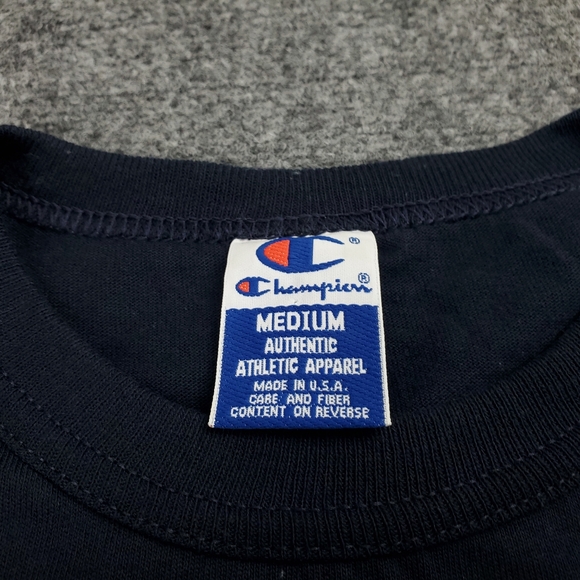 C®
Champion®
MEDIUM
AUTHENTIC
ATHLETIC APPAREL
MADE IN U.S.A.
CARE AND FIBER
CONTENT ON REVERSE